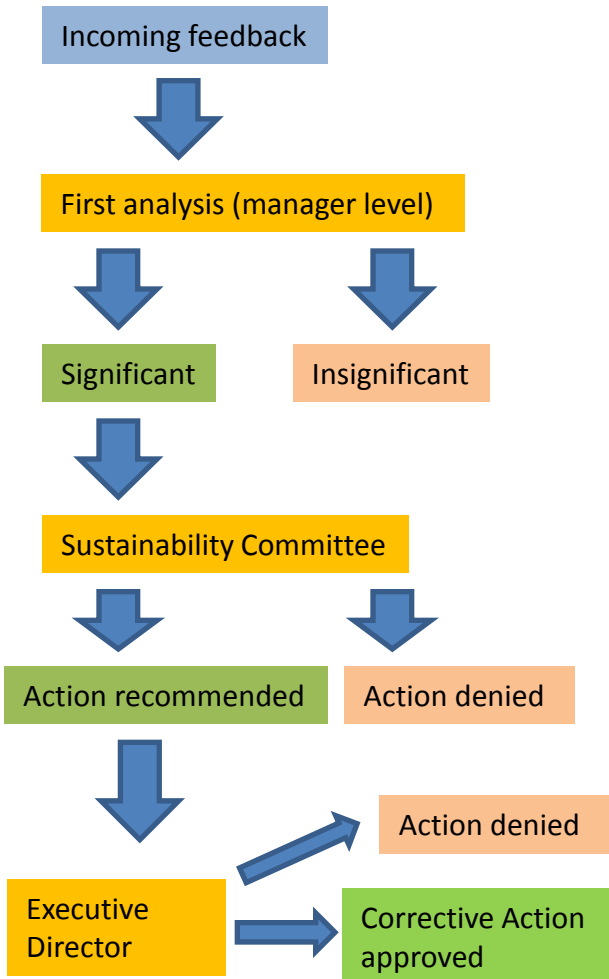 Incoming feedback
First analysis (manager level)
Significant
Insignificant
Sustainability Committee
Action recommended
Action denied
Action denied
Executive
Director
Corrective Action
approved